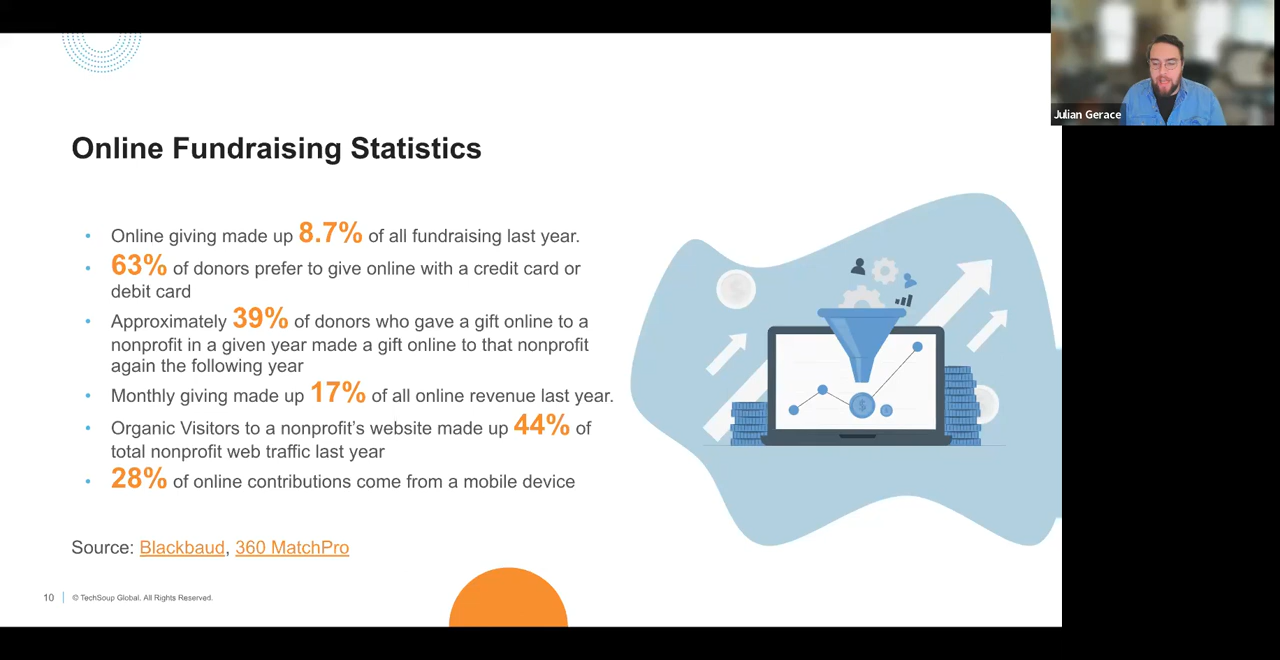 Julian Gerace
Online Fundraising Statistics
• Online giving made up 8.7% of all fundraising last year.
• 63% of donors prefer to give online with a credit card or
debit card
• Approximately 39% of donors who gave a gift online to a
nonprofit in a given year made a gift online to that nonprofit
again the following year
• Monthly giving made up 17% of all online revenue last year.
• Organic Visitors to a nonprofit’s website made up 44% of
total nonprofit web traffic last year
• 28% of online contributions come from a mobile device
$
$
Source: Blackbaud, 360 MatchPro
10 | © TechSoup Global. All Rights Reserved.